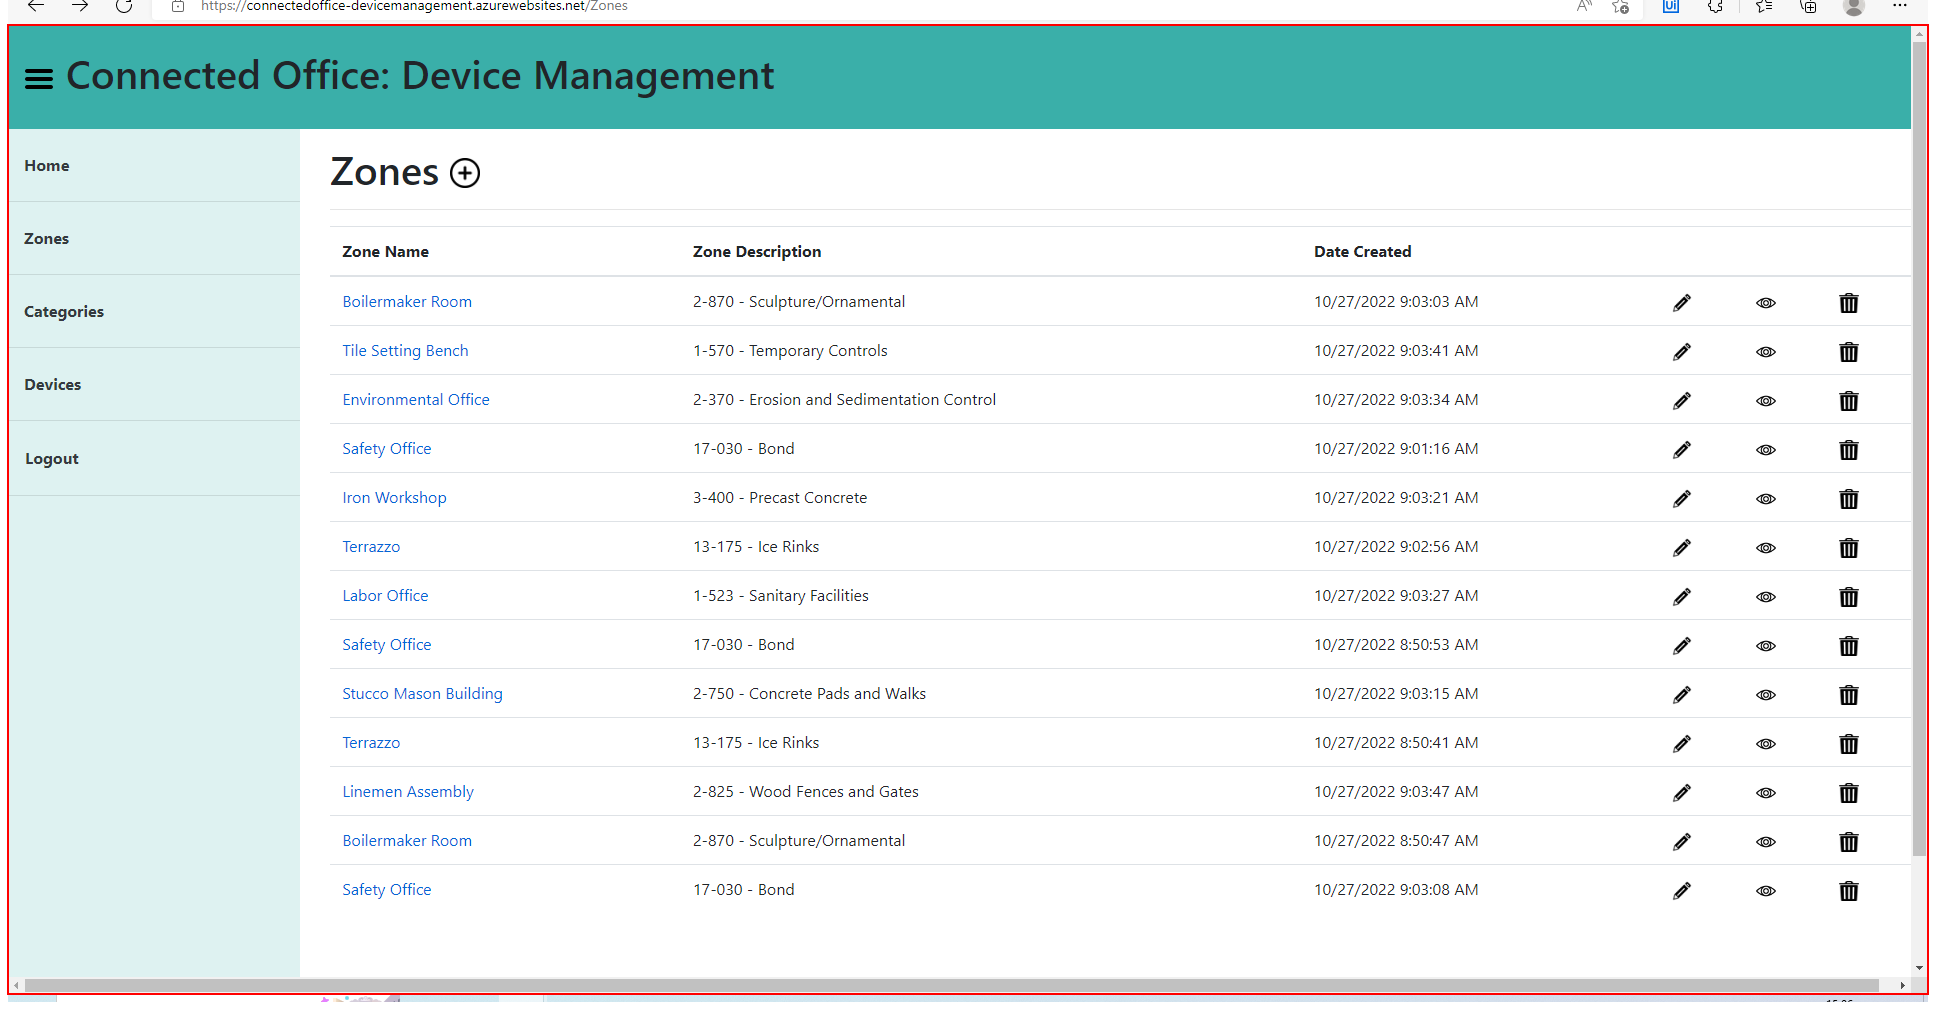 https://connectedoffice-devicemanagement.azurewebsites.net/Zones
Connected Office: Device Management
Home
Zones
Categories
Devices
Logout
Zones
Zone Name Zone Description Date Created
Boilermaker Room 2-870 - Sculpture/Ornamental 10/27/2022 9:03:03 AM
Tile Setting Bench 1-570 - Temporary Controls 10/27/2022 9:03:41 AM
Environmental Office 2-370 - Erosion and Sedimentation Control 10/27/2022 9:03:34 AM
Safety Office 17-030 - Bond 10/27/2022 9:01:16 AM
Iron Workshop 3-400 - Precast Concrete 10/27/2022 9:03:21 AM
Terrazzo 13-175 - Ice Rinks 10/27/2022 9:02:56 AM
Labor Office 1-523 - Sanitary Facilities 10/27/2022 9:03:27 AM
Safety Office 17-030 - Bond 10/27/2022 8:50:53 AM
Stucco Mason Building 2-750 - Concrete Pads and Walks 10/27/2022 9:03:15 AM
Terrazzo 13-175 - Ice Rinks 10/27/2022 8:50:41 AM
Linemen Assembly 2-825 - Wood Fences and Gates 10/27/2022 9:03:47 AM
Boilermaker Room 2-870 - Sculpture/Ornamental 10/27/2022 8:50:47 AM
Safety Office 17-030 - Bond 10/27/2022 9:03:08 AM